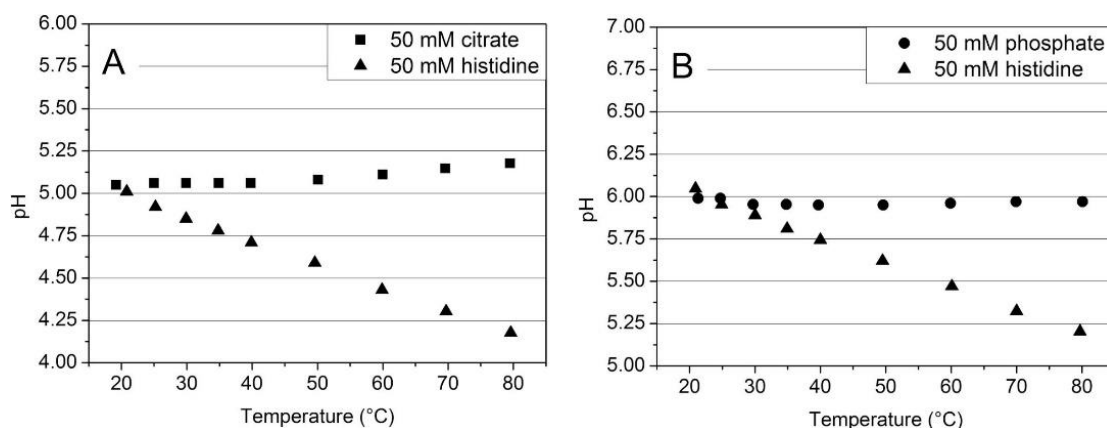 A
50 mM citrate
50 mM histidine
pH
6.00
5.75
5.50
5.25
5.00
4.75
4.50
4.25
4.00
20 30 40 50 60 70 80
Temperature (°C)
B
50 mM phosphate
50 mM histidine
pH
7.00
6.75
6.50
6.25
6.00
5.75
5.50
5.25
5.00
20 30 40 50 60 70 80
Temperature (°C)